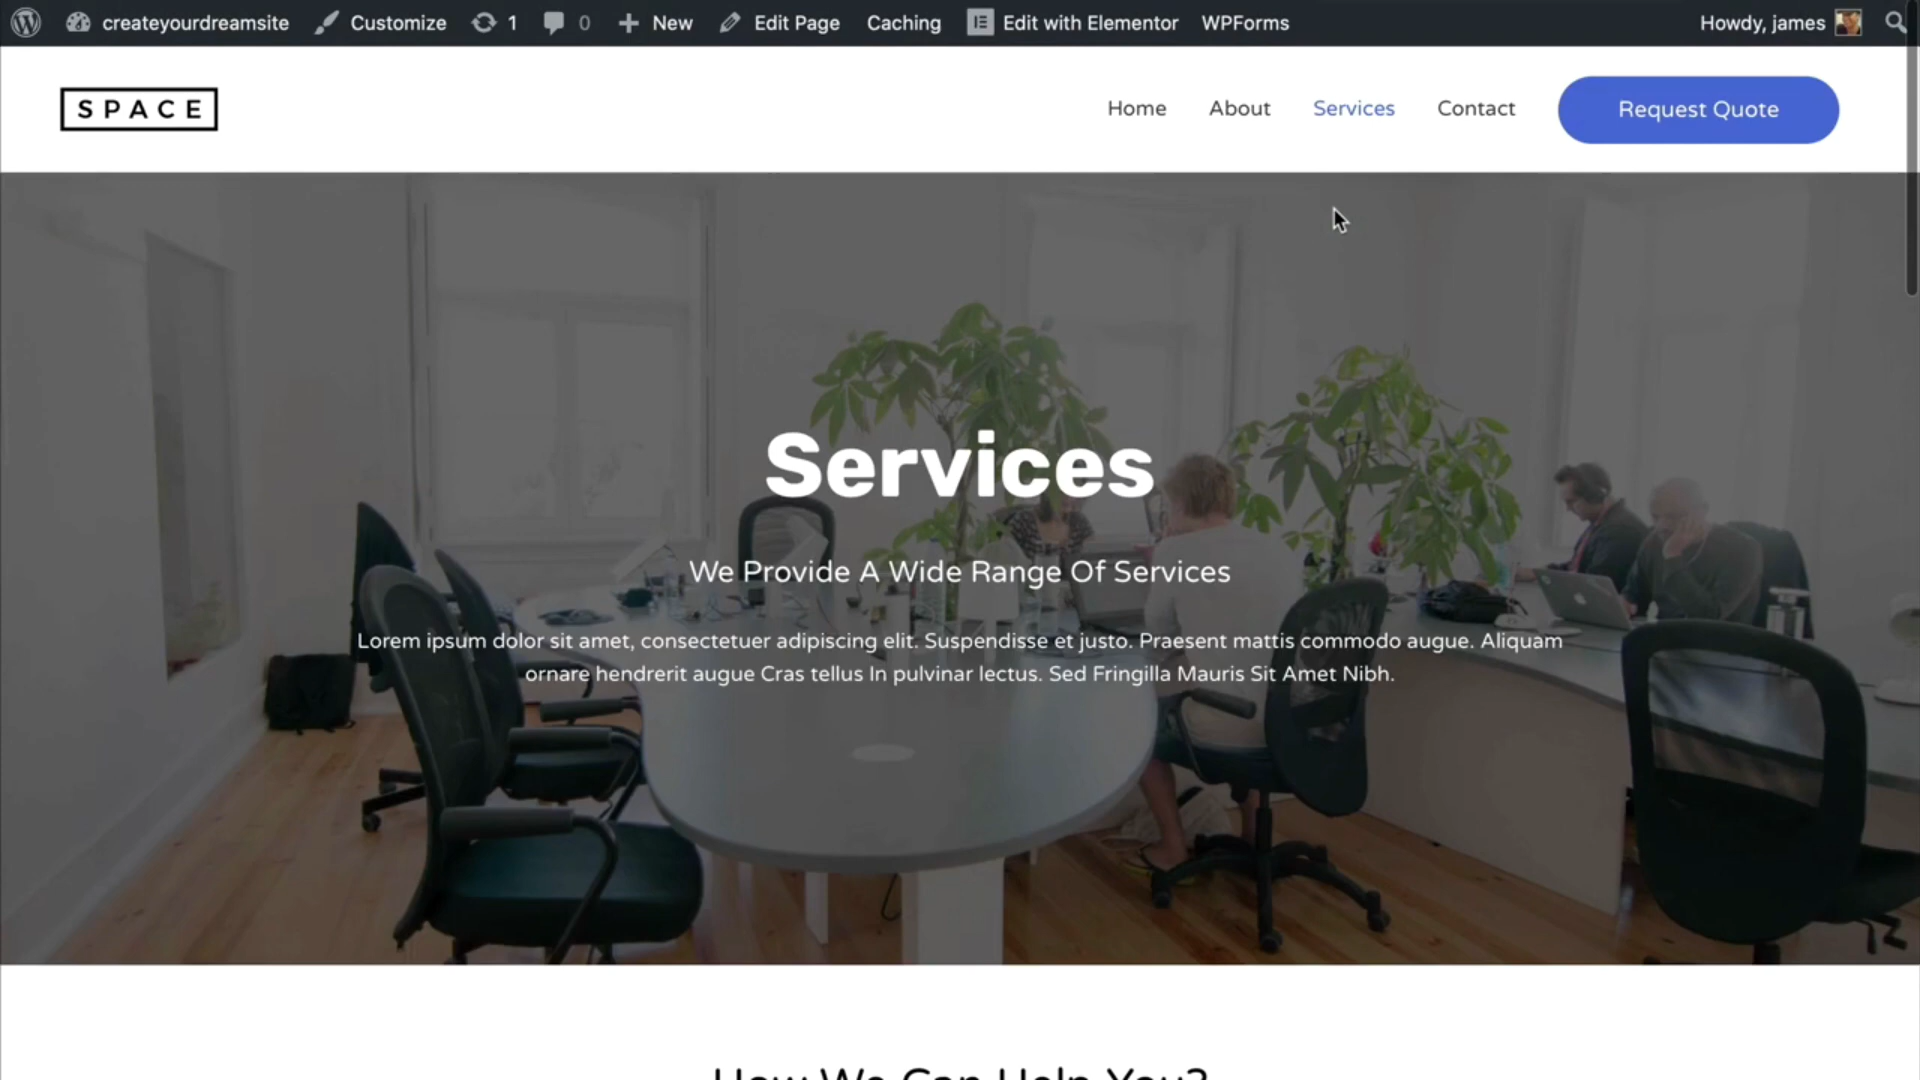 createyourdreamsite Customize 1 0 New Edit Page Caching Edit with Elementor WPForms Howdy, james
SPACE Home About Services Contact Request Quote
Services
We Provide A Wide Range Of Services
Lorem ipsum dolor sit amet, consectetuer adipiscing elit. Suspendisse et justo. Praesent mattis commodo augue. Aliquam
ornare hendrerit augue Cras tellus In pulvinar lectus. Sed Fringilla Mauris Sit Amet Nibh.
How We Can Help You?